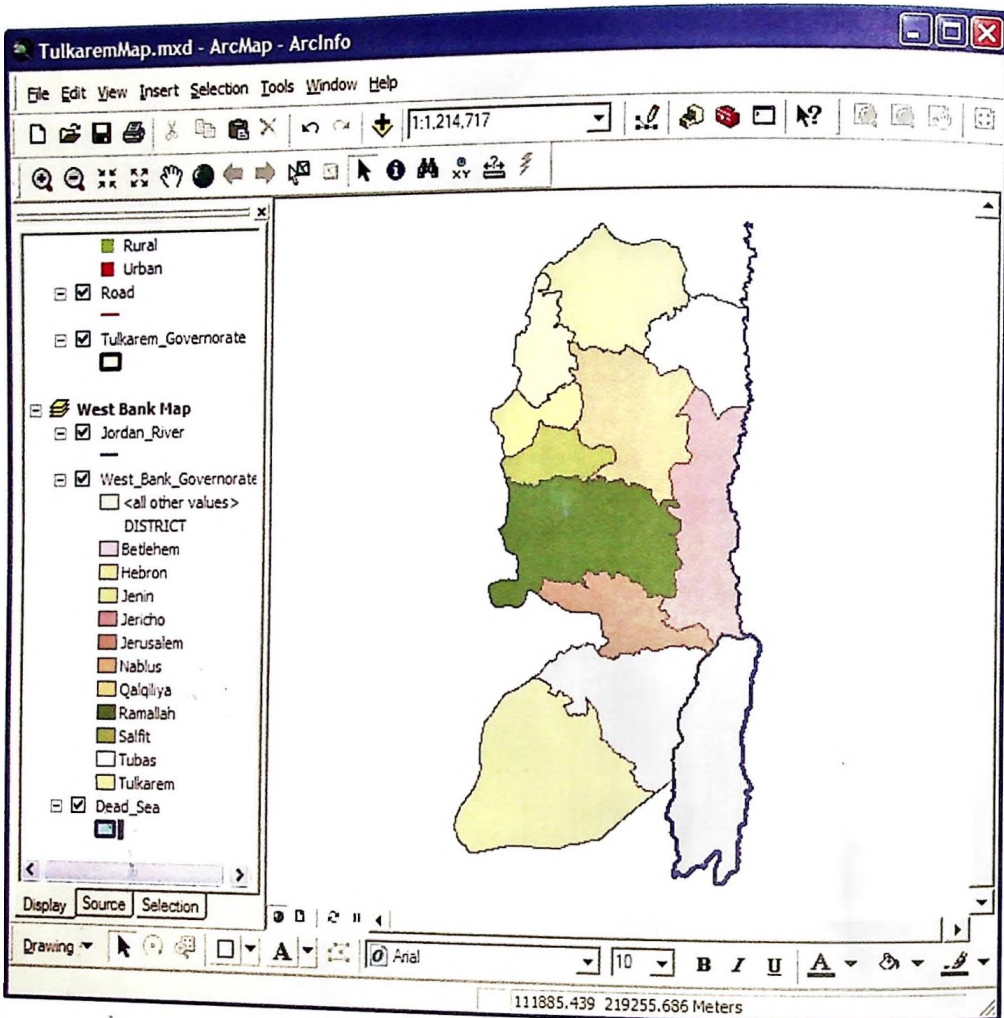 TulkaremMap.mxd - ArcMap - ArcInfo
File Edit View Insert Selection Tools Window Help
1:1,214,717
XY
Rural
Urban
Road
Tulkarem_Governorate
West Bank Map
Jordan_River
West_Bank_Governorate
<all other values>
DISTRICT
Betlehem
Hebron
Jenin
Jericho
Jerusalem
Nablus
Qalqiliya
Ramallah
Salfit
Tubas
Tulkarem
Dead_Sea
Display Source Selection
Drawing A Arial 10 B I U A
111885.439 219255.686 Meters